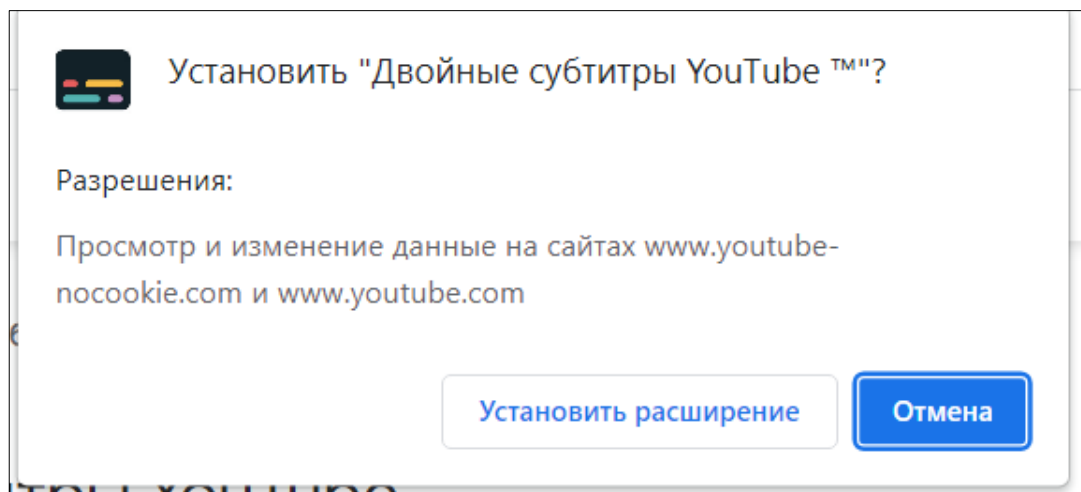 Установить "Двойные субтитры YouTube ™"?
Разрешения:
Просмотр и изменение данные на сайтах www.youtube-
nocookie.com и www.youtube.com
Установить расширение
Отмена